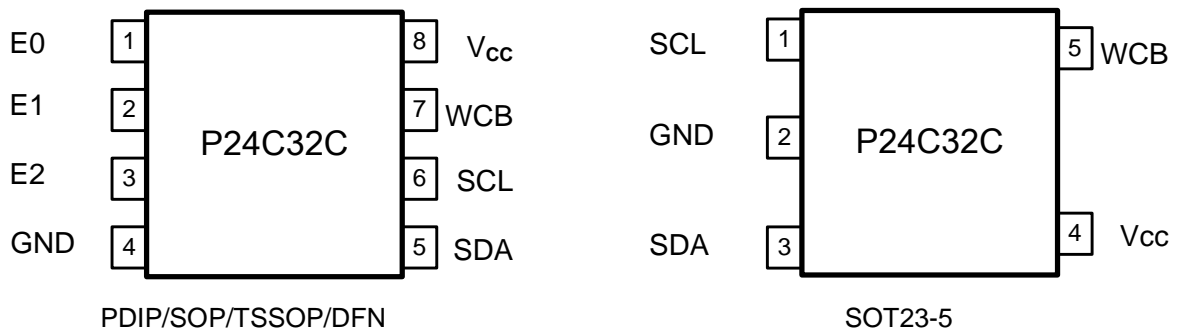 E0
1
8
Vcc
E1
2
7
WCB
P24C32C
E2
3
6
SCL
GND
4
5
SDA
PDIP/SOP/TSSOP/DFN
SCL
1
5
WCB
GND
2
P24C32C
SDA
3
4
Vcc
SOT23-5